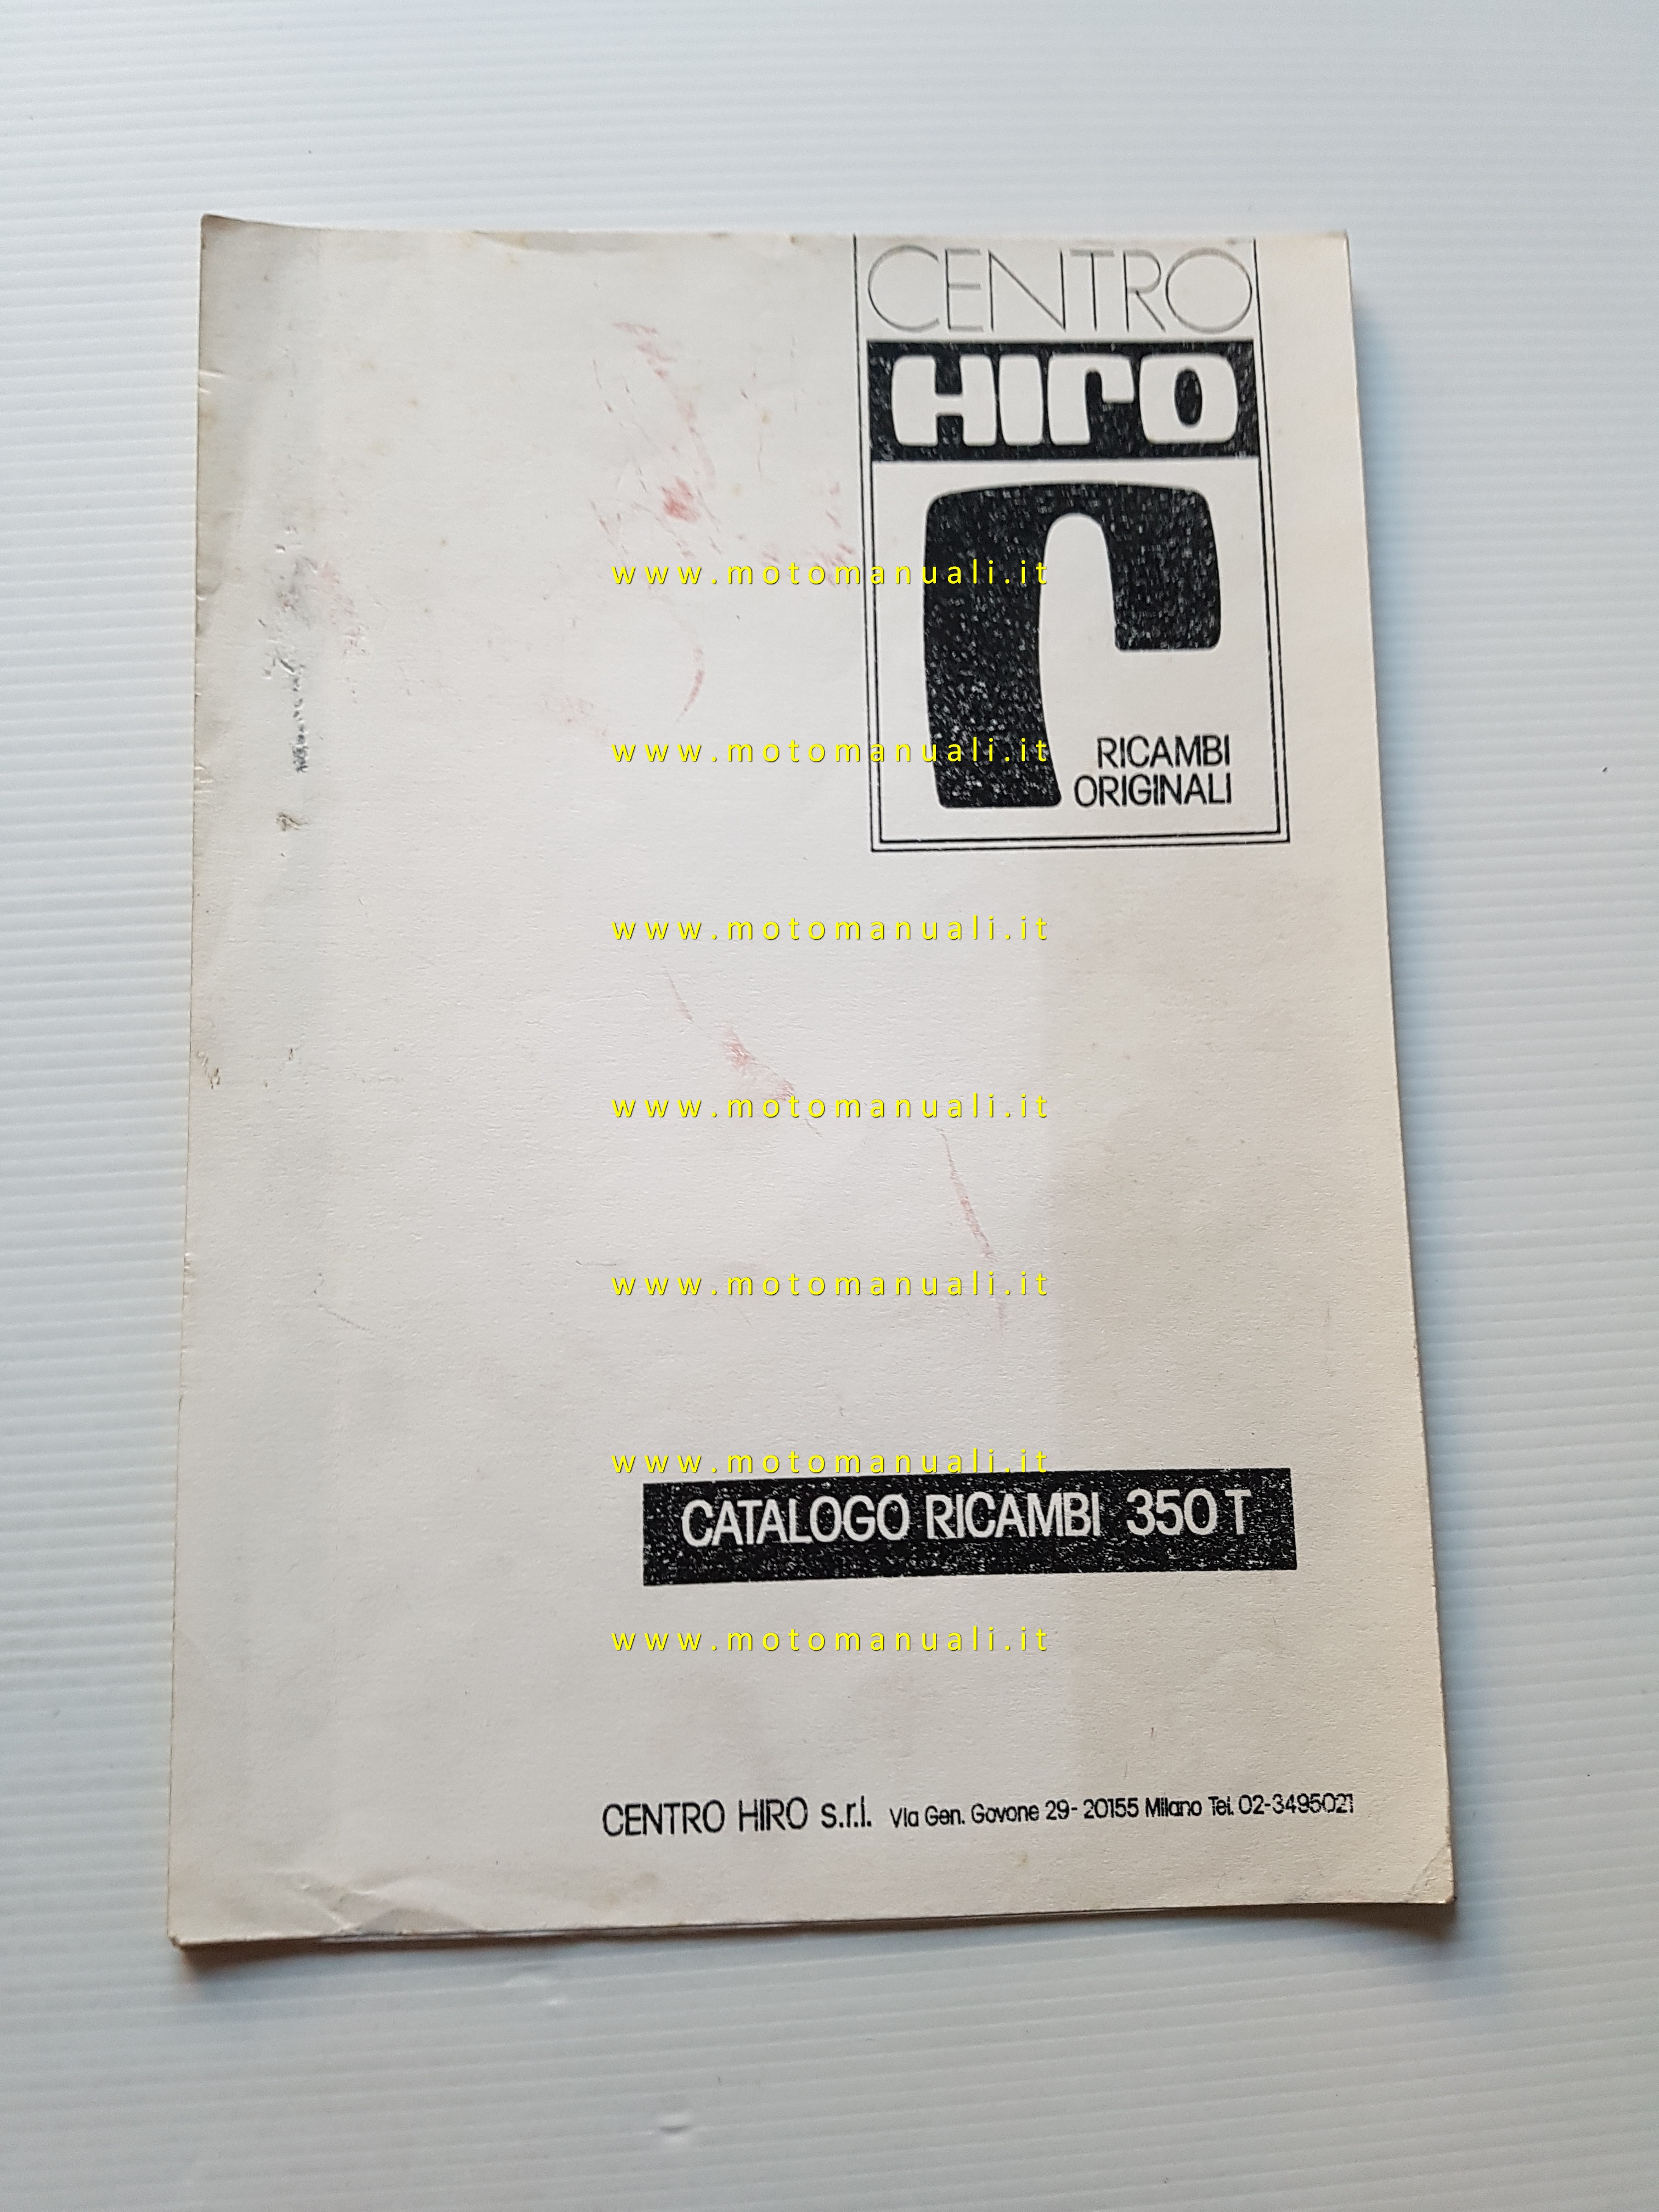 CENTRO
HIRO
www.motomanuali.it
www.motomanuali.it
RICAMBI
ORIGINALI
www.motomanuali.it
www.motomanuali.it
www.motomanuali.it
www.motomanuali.it
CATALOGO RICAMBI 350 T
www.motomanuali.it
CENTRO HIRO s.r.l. Via Gen. Govone 29-20155 Milano Tel. 02-3495021